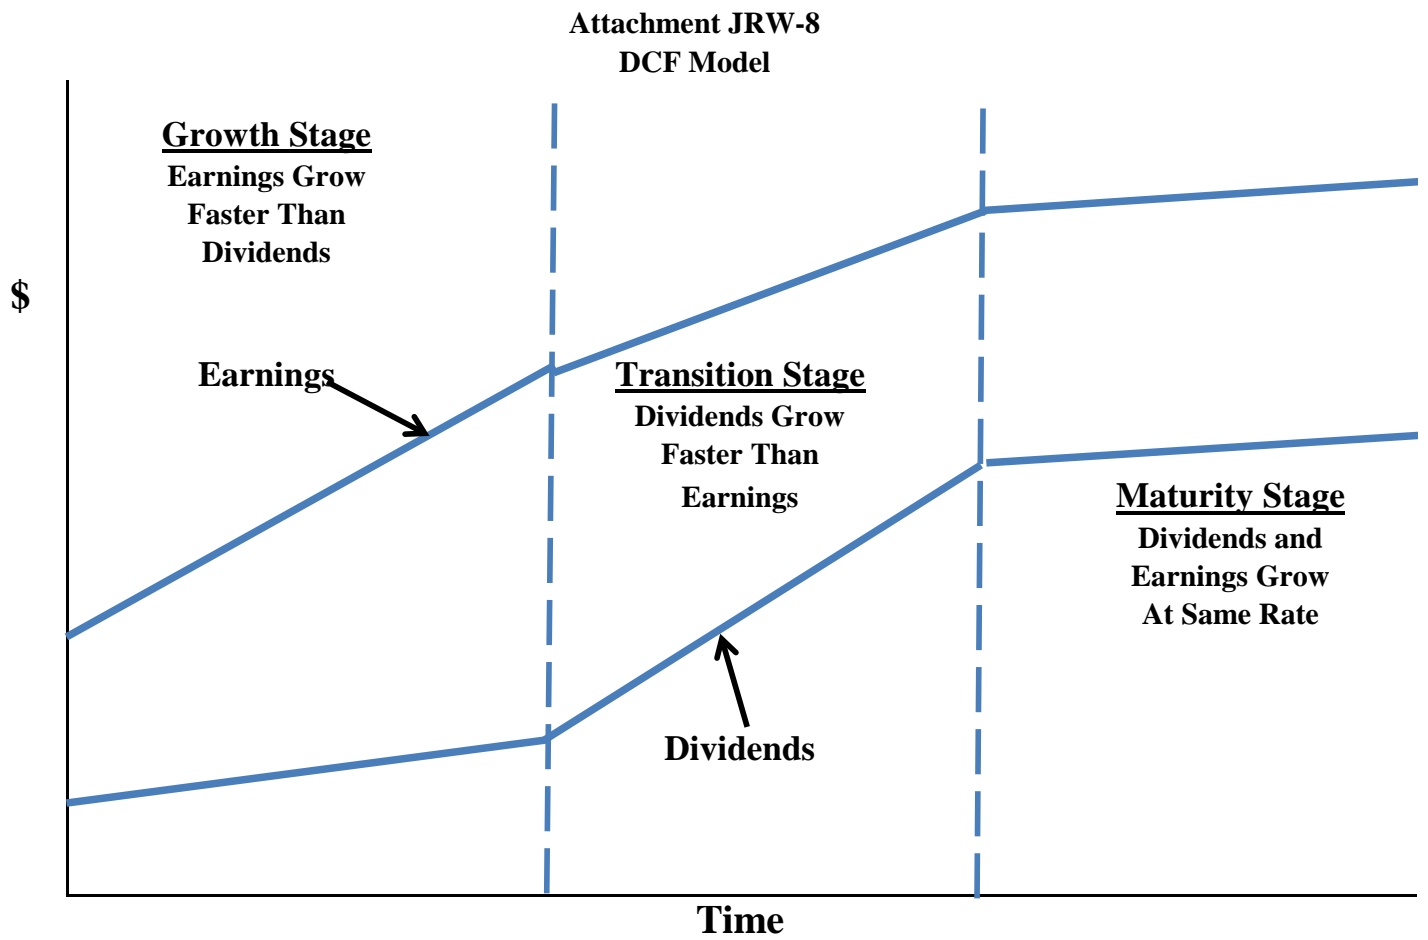 Attachment JRW-8
DCF Model
Growth Stage
Earnings Grow
Faster Than
Dividends
$
Earnings
Transition Stage
Dividends Grow
Faster Than
Earnings
Maturity Stage
Dividends and
Earnings Grow
At Same Rate
Dividends
Time